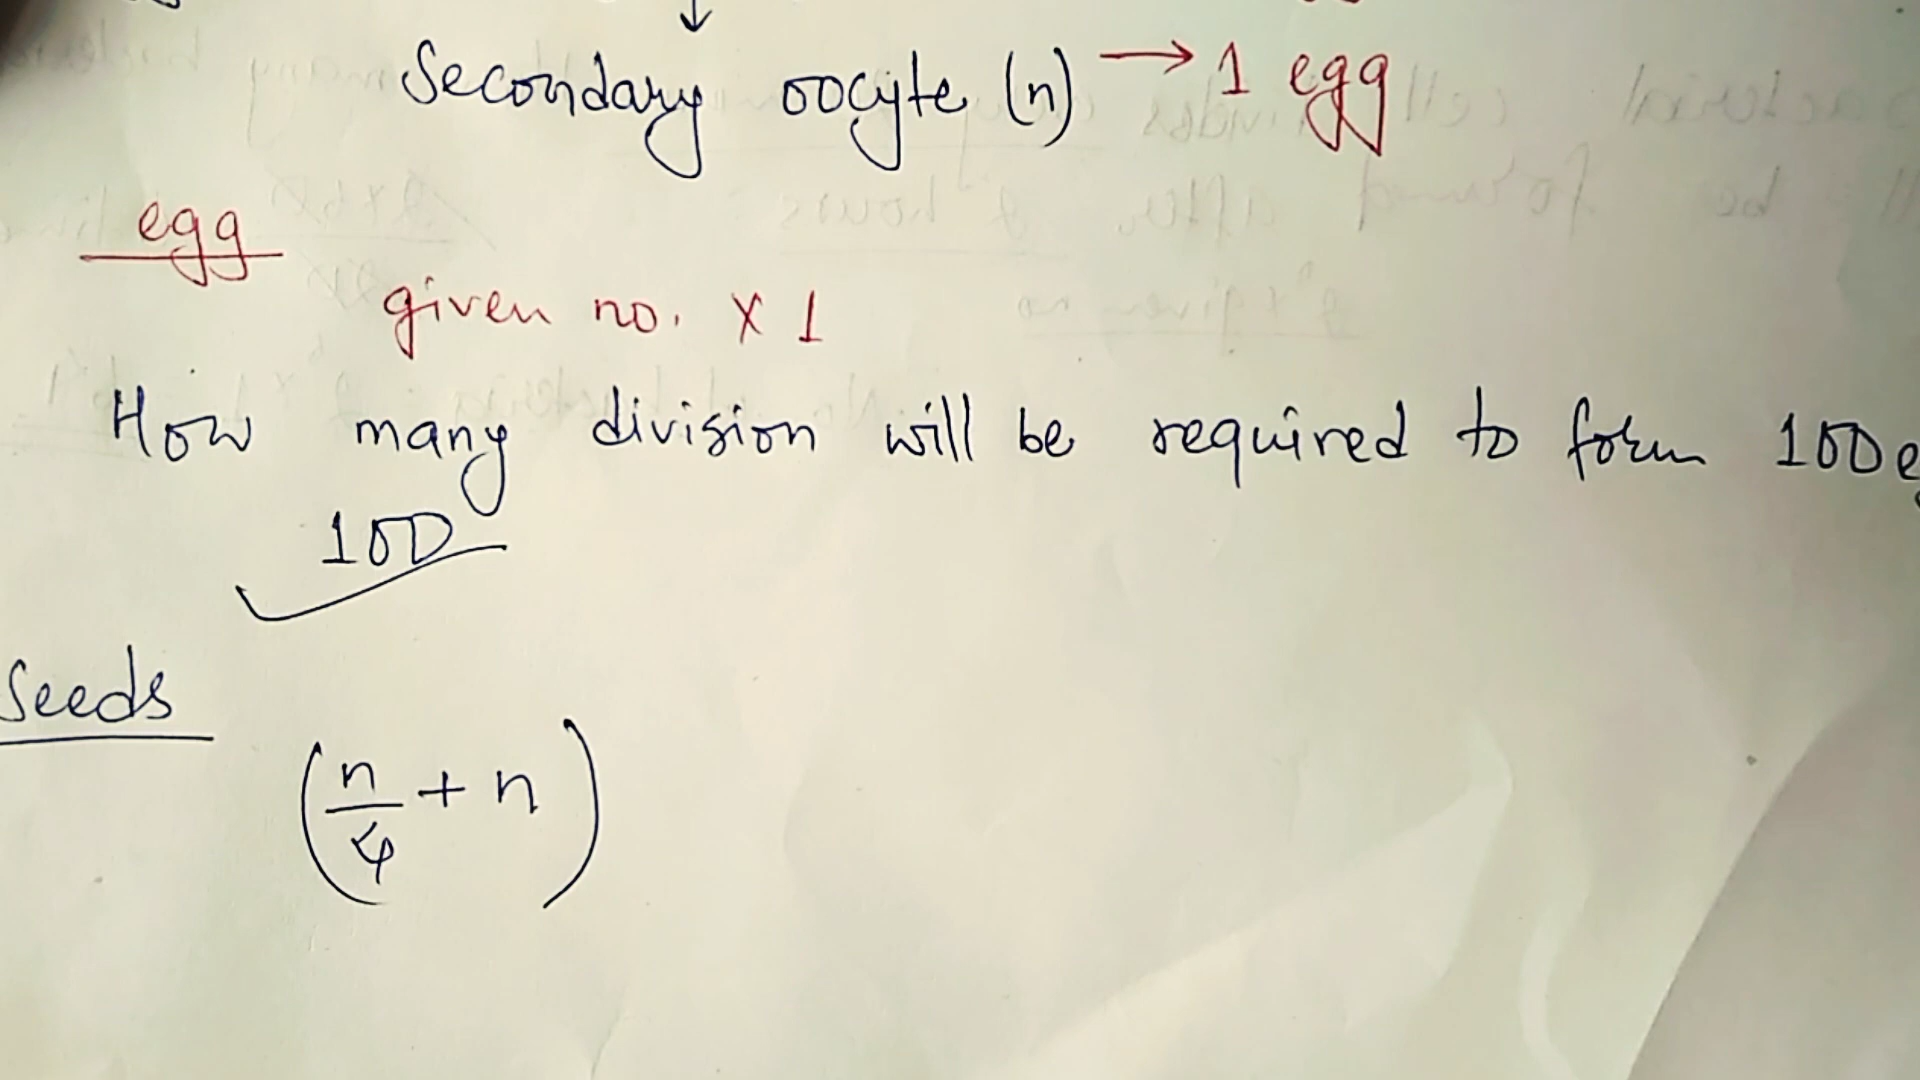 Secondary oocyte (n) → 1 egg
egg
given no. x 1
How many division will be required to form 100
100
Seeds
(n/4 + n)